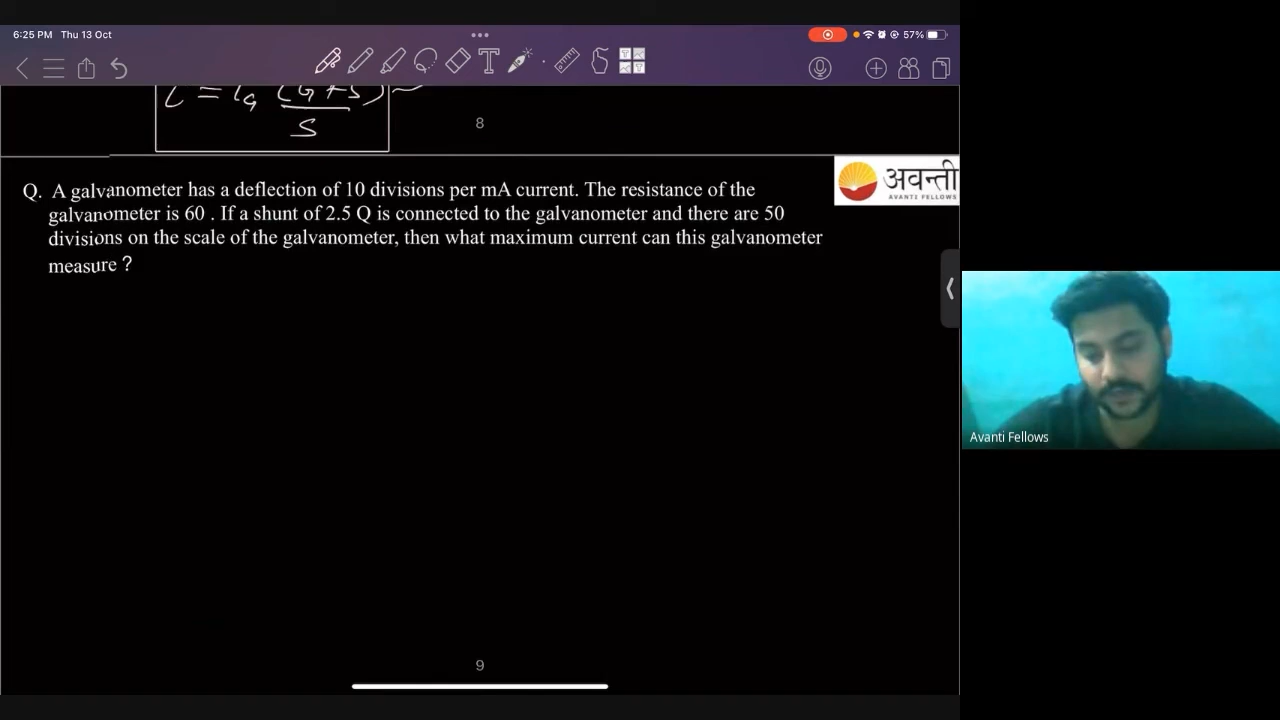 6:25 PM Thu 13 Oct
57%
S
8
Q. A galvanometer has a deflection of 10 divisions per mA current. The resistance of the
galvanometer is 60 . If a shunt of 2.5 Q is connected to the galvanometer and there are 50
divisions on the scale of the galvanometer, then what maximum current can this galvanometer
measure ?
अवन्ती
AVANTI FELLOWS
Avanti Fellows
9